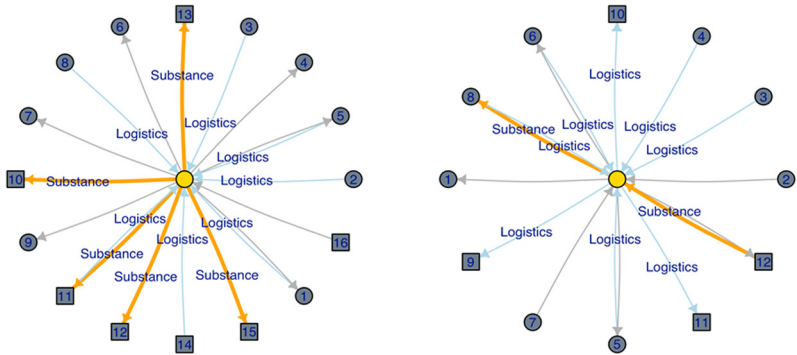 13
6
3
8
4
Substance
7
Logistics
Logistics
5
Logistics
10
Substance
Logistics
2
Logistics
Logistics
9
Logistics
16
Substance
11
Substance
Substance
1
12
14
15
10
6
4
Logistics
8
3
Substance
Logistics
Logistics
Logistics
Logistics
1
2
Substance
9
Logistics
Logistics
12
Logistics
7
11
5